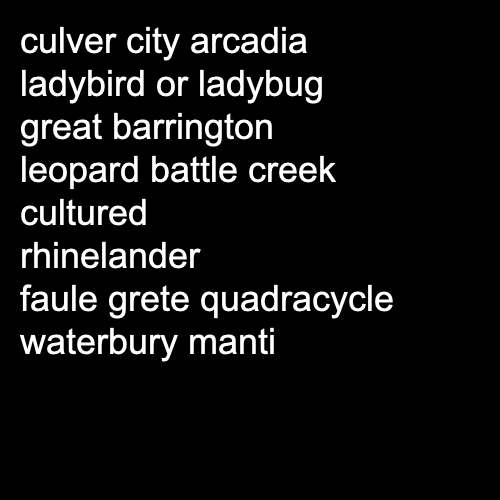 culver city arcadia
ladybird or ladybug
great barrington
leopard battle creek
cultured
rhinelander
faule grete quadracycle
waterbury manti